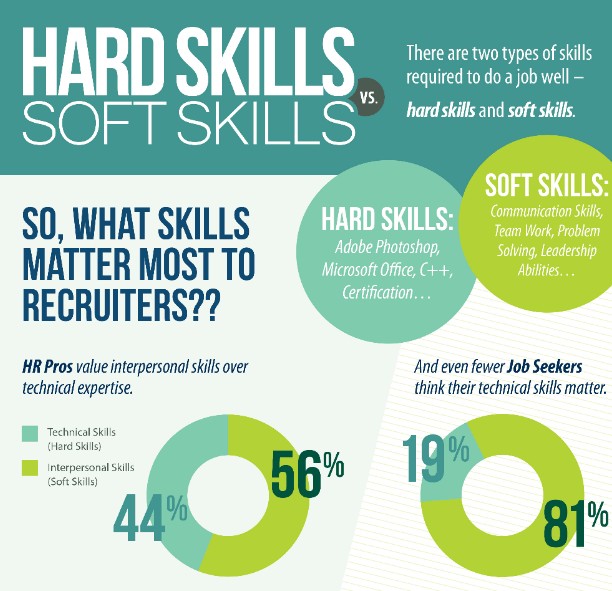 HARD SKILLS
VS.
SOFT SKILLS
There are two types of skills
required to do a job well –
hard skills and soft skills.
SO, WHAT SKILLS
MATTER MOST TO
RECRUITERS??
HARD SKILLS:
Adobe Photoshop,
Microsoft Office, C++,
Certification…
SOFT SKILLS:
Communication Skills,
Team Work, Problem
Solving, Leadership
Abilities…
HR Pros value interpersonal skills over
technical expertise.
Technical Skills
(Hard Skills)
Interpersonal Skills
(Soft Skills)
56%
44%
And even fewer Job Seekers
think their technical skills matter.
19%
81%